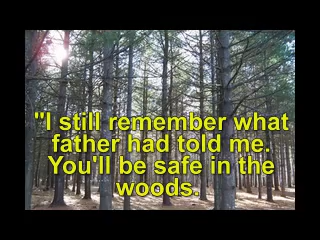 "I still remember what
father had told me.
You'll be safe in the
woods.